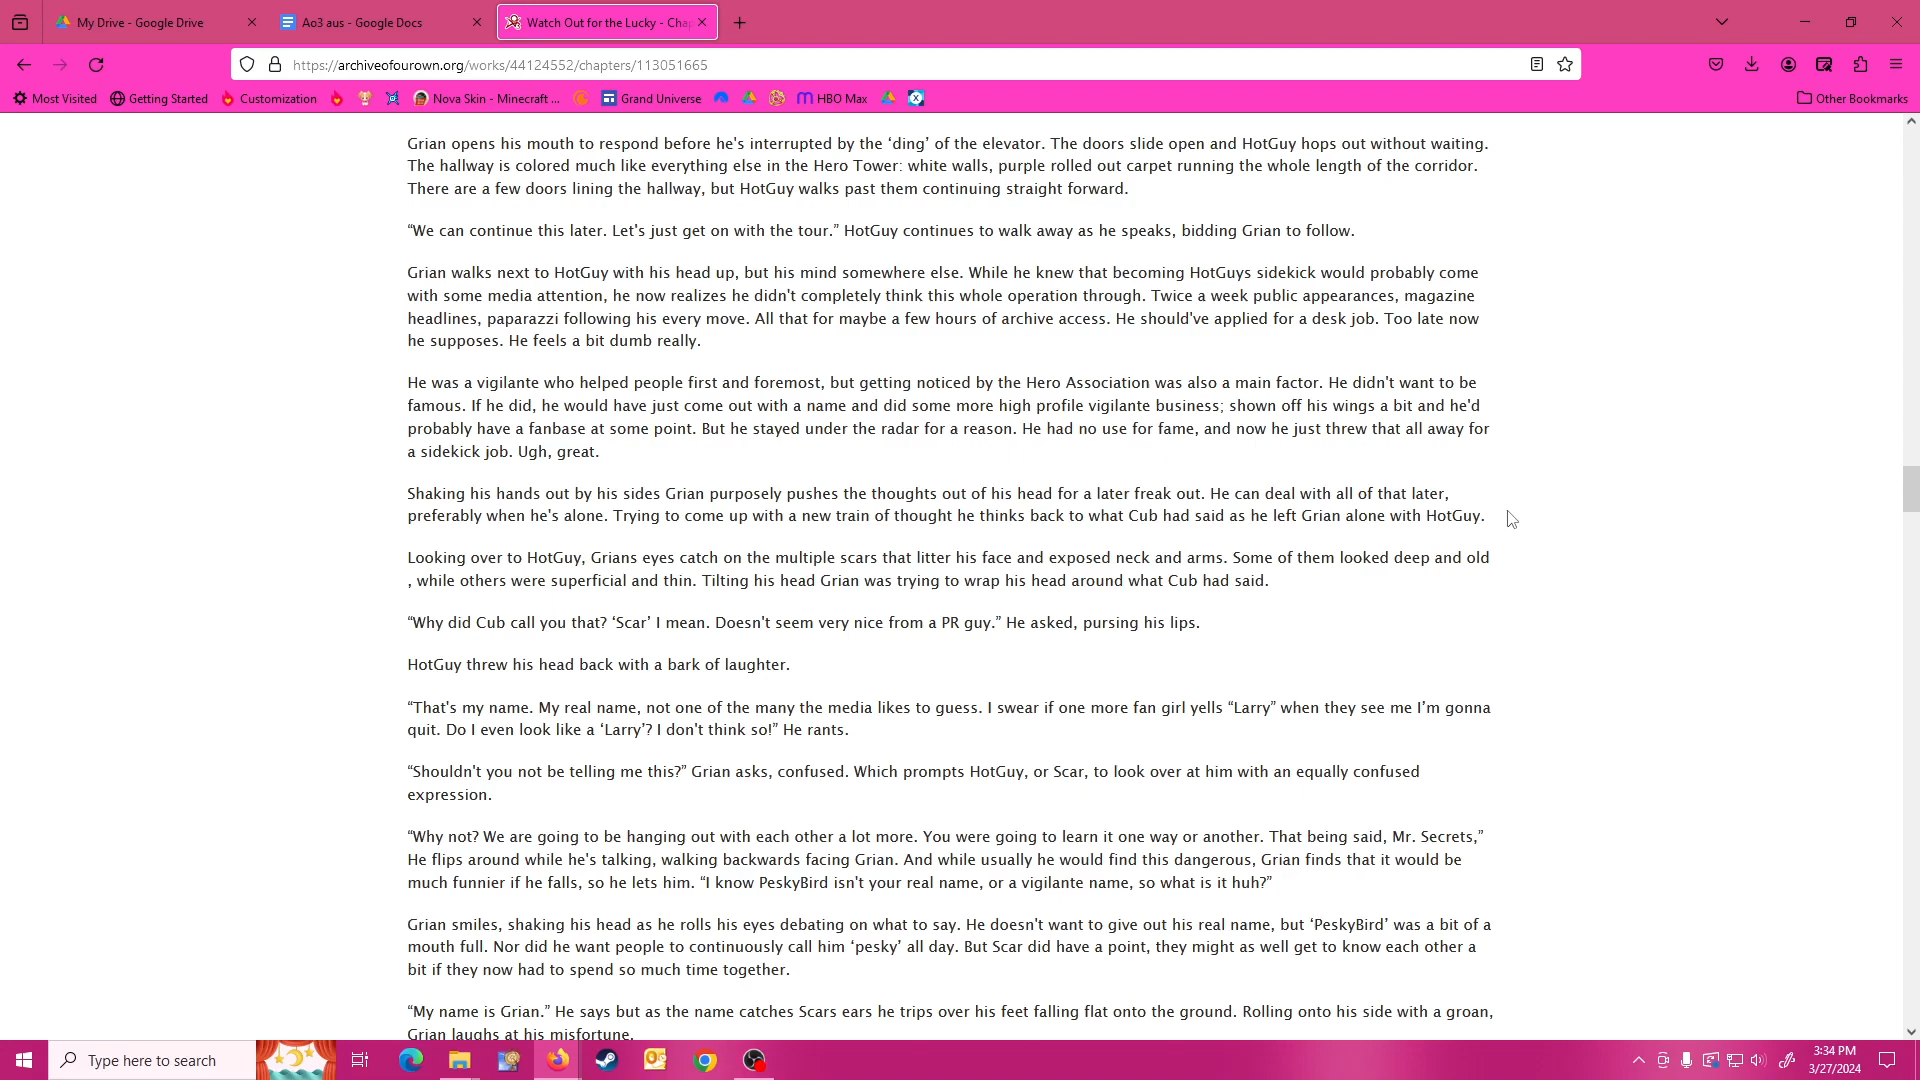 My Drive - Google Drive
Ao3 aus - Google Docs
Watch Out for the Lucky - Cha
https://archiveofourown.org/works/44124552/chapters/113051665
Most Visited
Getting Started
Customization
Nova Skin - Minecraft ...
Grand Universe
HBO Max
Other Bookmarks
Grian opens his mouth to respond before he's interrupted by the ‘ding’ of the elevator. The doors slide open and HotGuy hops out without waiting.
The hallway is colored much like everything else in the Hero Tower: white walls, purple rolled out carpet running the whole length of the corridor.
There are a few doors lining the hallway, but HotGuy walks past them continuing straight forward.
“We can continue this later. Let's just get on with the tour.” HotGuy continues to walk away as he speaks, bidding Grian to follow.
Grian walks next to HotGuy with his head up, but his mind somewhere else. While he knew that becoming HotGuys sidekick would probably come
with some media attention, he now realizes he didn't completely think this whole operation through. Twice a week public appearances, magazine
headlines, paparazzi following his every move. All that for maybe a few hours of archive access. He should've applied for a desk job. Too late now
he supposes. He feels a bit dumb really.
He was a vigilante who helped people first and foremost, but getting noticed by the Hero Association was also a main factor. He didn't want to be
famous. If he did, he would have just come out with a name and did some more high profile vigilante business; shown off his wings a bit and he'd
probably have a fanbase at some point. But he stayed under the radar for a reason. He had no use for fame, and now he just threw that all away for
a sidekick job. Ugh, great.
Shaking his hands out by his sides Grian purposely pushes the thoughts out of his head for a later freak out. He can deal with all of that later,
preferably when he's alone. Trying to come up with a new train of thought he thinks back to what Cub had said as he left Grian alone with HotGuy.
Looking over to HotGuy, Grians eyes catch on the multiple scars that litter his face and exposed neck and arms. Some of them looked deep and old
, while others were superficial and thin. Tilting his head Grian was trying to wrap his head around what Cub had said.
“Why did Cub call you that? ‘Scar’ I mean. Doesn't seem very nice from a PR guy.” He asked, pursing his lips.
HotGuy threw his head back with a bark of laughter.
“That's my name. My real name, not one of the many the media likes to guess. I swear if one more fan girl yells “Larry” when they see me I’m gonna
quit. Do I even look like a ‘Larry’? I don't think so!” He rants.
“Shouldn't you not be telling me this?” Grian asks, confused. Which prompts HotGuy, or Scar, to look over at him with an equally confused
expression.
“Why not? We are going to be hanging out with each other a lot more. You were going to learn it one way or another. That being said, Mr. Secrets,”
He flips around while he's talking, walking backwards facing Grian. And while usually he would find this dangerous, Grian finds that it would be
much funnier if he falls, so he lets him. “I know PeskyBird isn't your real name, or a vigilante name, so what is it huh?”
Grian smiles, shaking his head as he rolls his eyes debating on what to say. He doesn't want to give out his real name, but ‘PeskyBird’ was a bit of a
mouth full. Nor did he want people to continuously call him ‘pesky’ all day. But Scar did have a point, they might as well get to know each other a
bit if they now had to spend so much time together.
“My name is Grian.” He says but as the name catches Scars ears he trips over his feet falling flat onto the ground. Rolling onto his side with a groan,
Grian laughs at his misfortune.
Type here to search
3:34 PM
3/27/2024